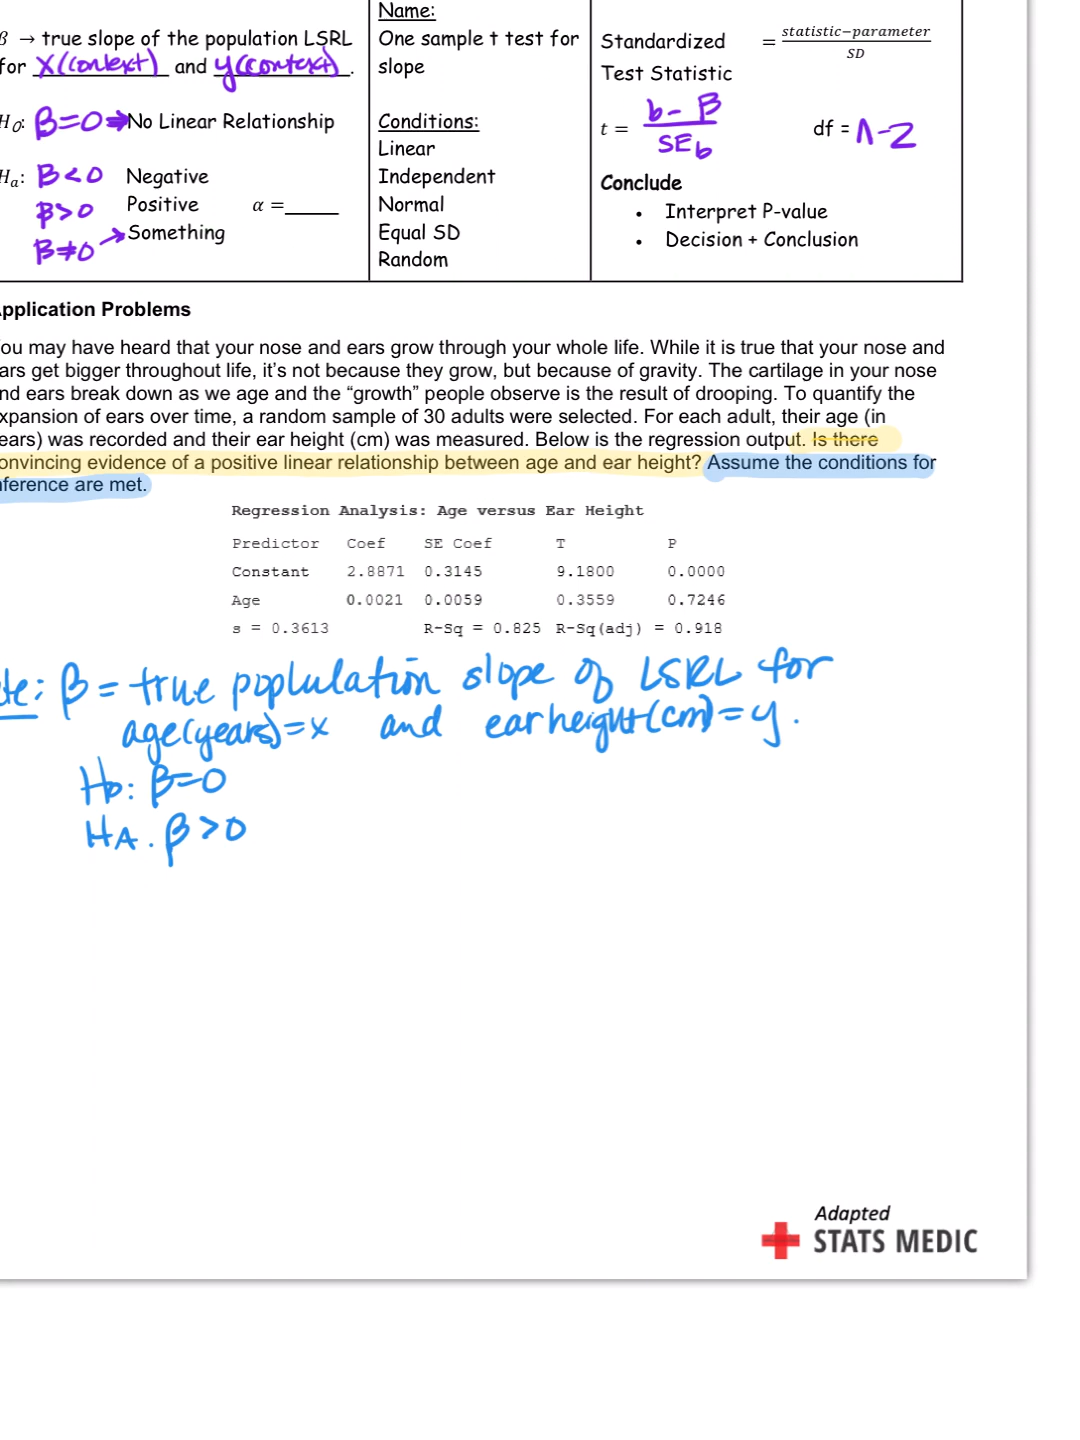 Name:
β → true slope of the population LSRL
for x(context) and y(context).
One sample t test for
slope
Standardized
Test Statistic
= statistic−parameter
SD
H0: β=0 → No Linear Relationship
Conditions:
Linear
t = b - β
SEb
df = n-2
Ha: β<0 Negative
β>0 Positive α =_____
β≠0 → Something
Independent
Normal
Equal SD
Random
Conclude
• Interpret P-value
• Decision + Conclusion
pplication Problems
ou may have heard that your nose and ears grow through your whole life. While it is true that your nose and
ars get bigger throughout life, it's not because they grow, but because of gravity. The cartilage in your nose
nd ears break down as we age and the “growth” people observe is the result of drooping. To quantify the
xpansion of ears over time, a random sample of 30 adults were selected. For each adult, their age (in
ears) was recorded and their ear height (cm) was measured. Below is the regression output. Is there
onvincing evidence of a positive linear relationship between age and ear height? Assume the conditions for
nference are met.
Regression Analysis: Age versus Ear Height
Predictor Coef SE Coef T P
Constant 2.8871 0.3145 9.1800 0.0000
Age 0.0021 0.0059 0.3559 0.7246
s = 0.3613 R-Sq = 0.825 R-Sq(adj) = 0.918
te: β = true poplulation slope of LSRL for
age(years)=x and ear height(cm)=y.
Ho: β=0
HA. β>0
Adapted
STATS MEDIC